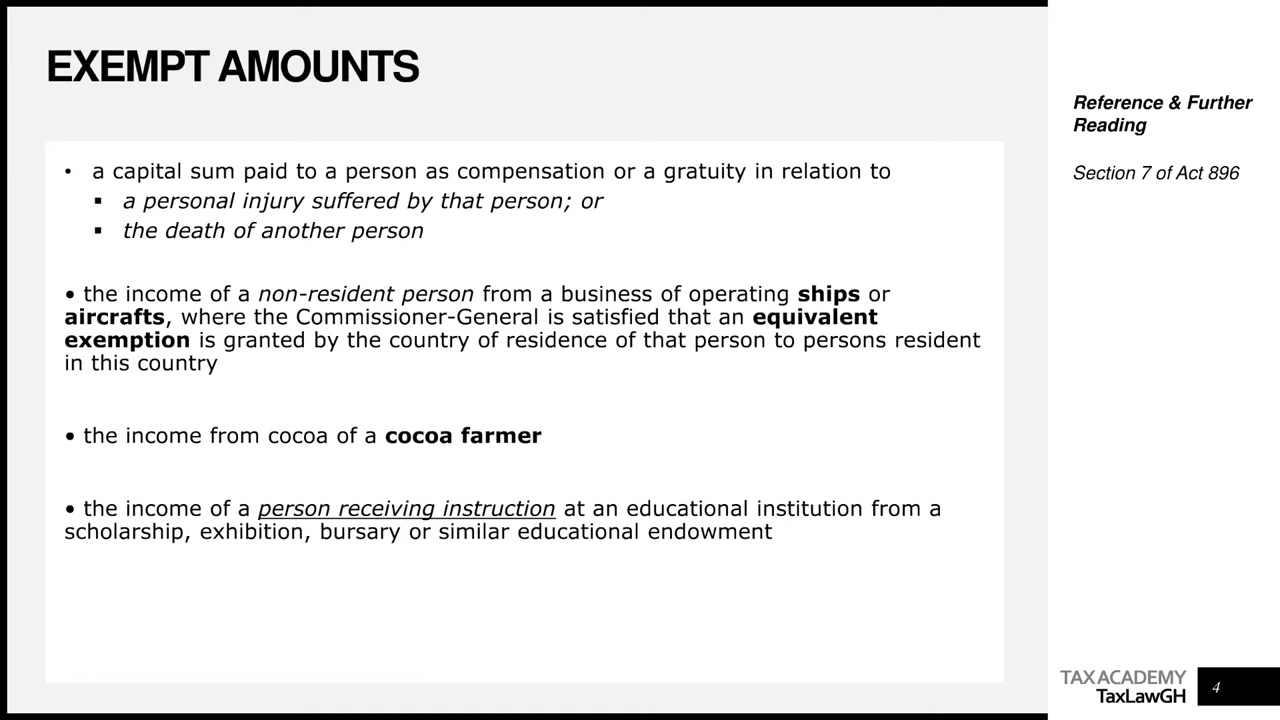 EXEMPT AMOUNTS
• a capital sum paid to a person as compensation or a gratuity in relation to
▪ a personal injury suffered by that person; or
▪ the death of another person
• the income of a non-resident person from a business of operating ships or
aircrafts, where the Commissioner-General is satisfied that an equivalent
exemption is granted by the country of residence of that person to persons resident
in this country
• the income from cocoa of a cocoa farmer
• the income of a person receiving instruction at an educational institution from a
scholarship, exhibition, bursary or similar educational endowment
Reference & Further
Reading
Section 7 of Act 896
TAX ACADEMY
TaxLawGH
4